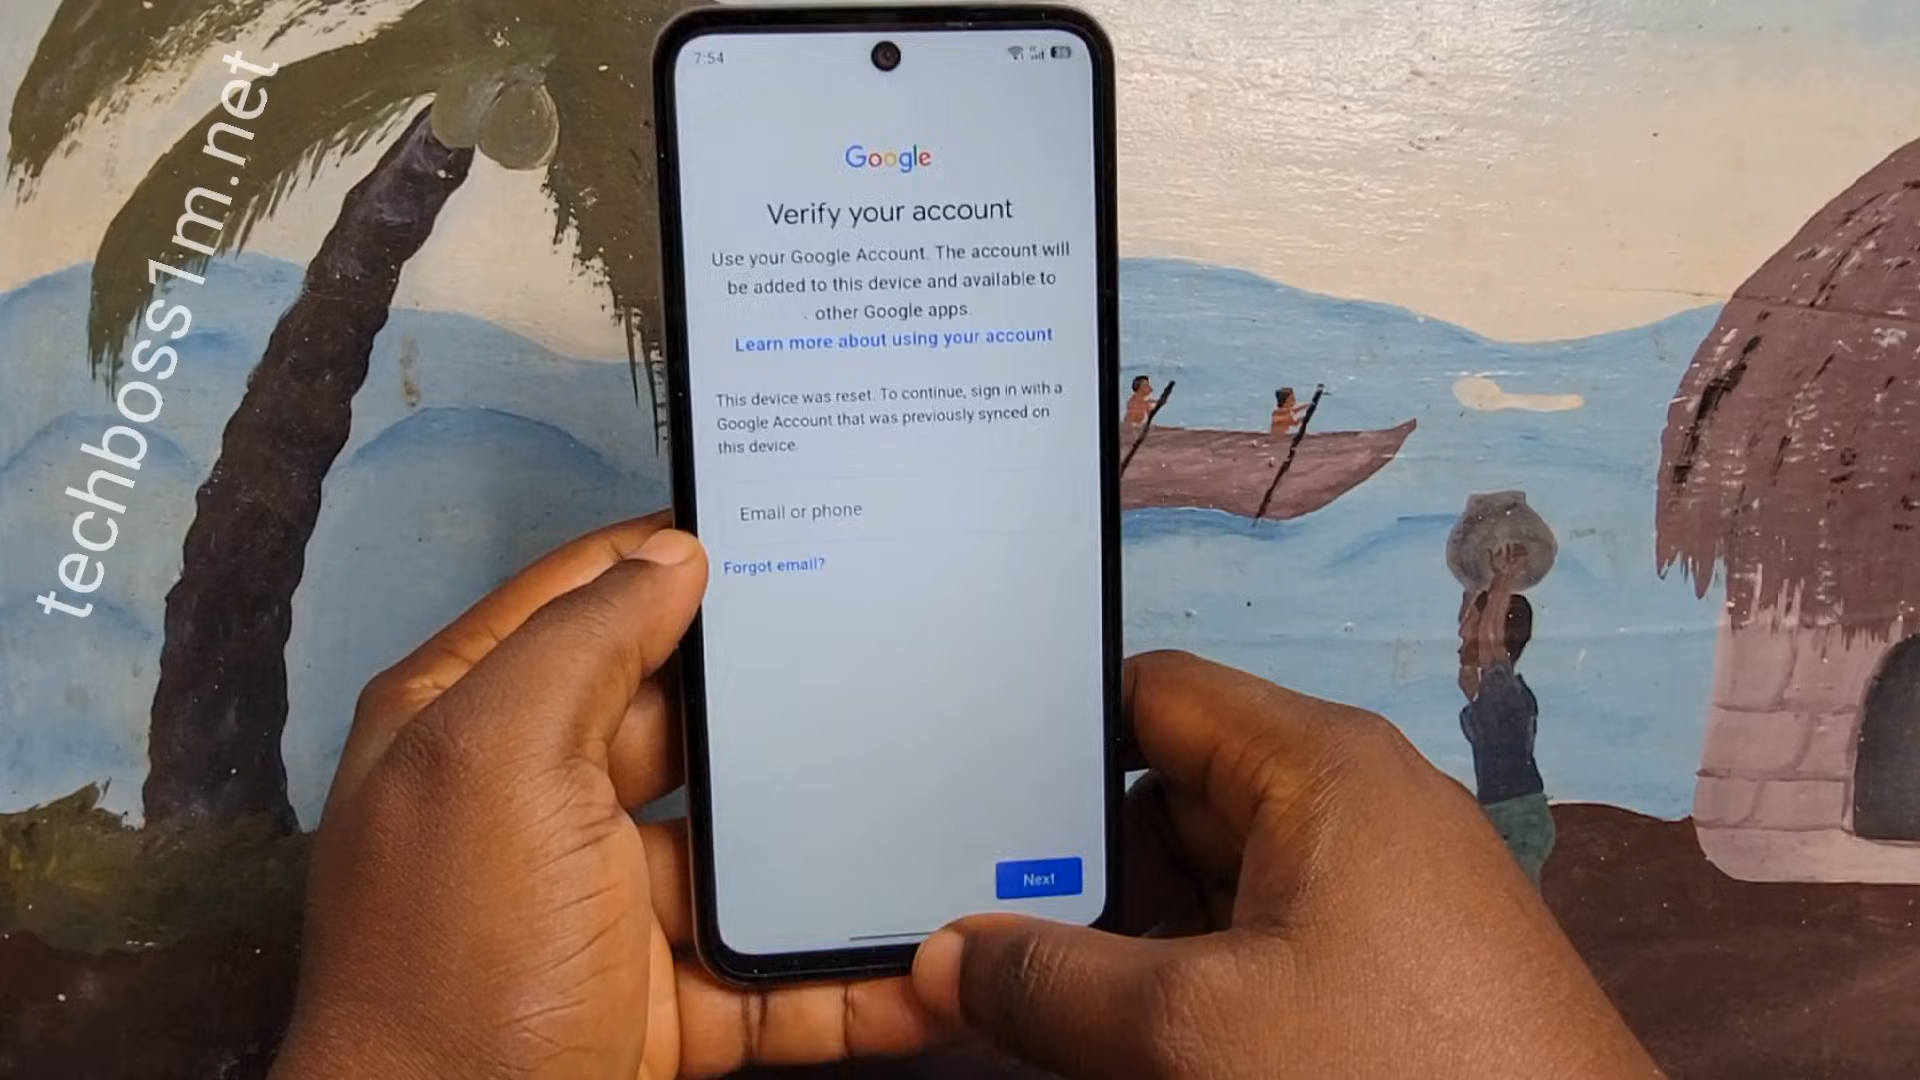 techboss1m.net
7:54
Google
Verify your account
Use your Google Account. The account will
be added to this device and available to
other Google apps.
Learn more about using your account
This device was reset. To continue, sign in with a
Google Account that was previously synced on
this device.
Email or phone
Forgot email?
Next